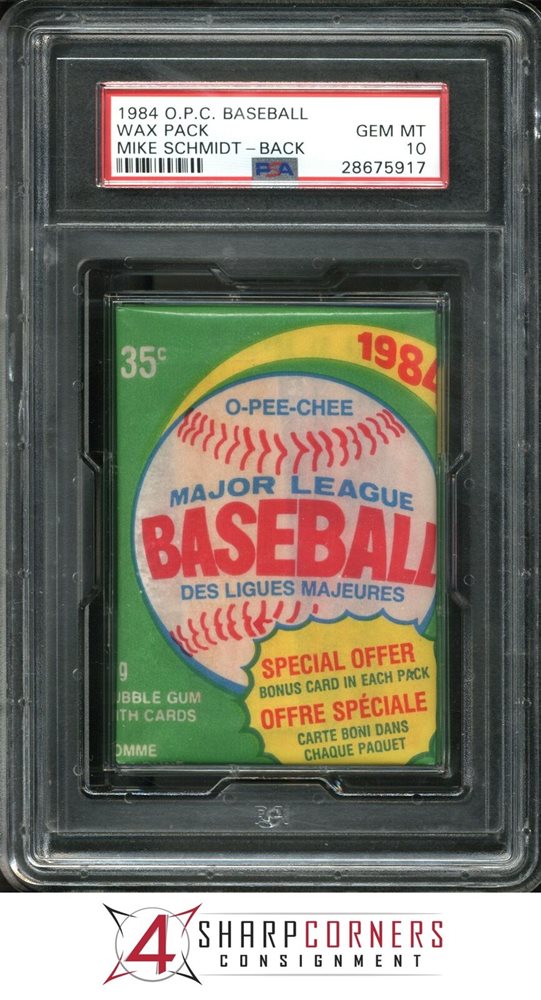 1984 O.P.C. BASEBALL
WAX PACK GEM MT
MIKE SCHMIDT - BACK 10
PSA 28675917
35¢
1984
O-PEE-CHEE
MAJOR LEAGUE
BASEBALL
DES LIGUES MAJEURES
SPECIAL OFFER
BONUS CARD IN EACH PACK
OFFRE SPÉCIALE
CARTE BONI DANS
CHAQUE PAQUET
9
UBBLE GUM
ITH CARDS
OMME
4 SHARPCORNERS
CONSIGNMENT